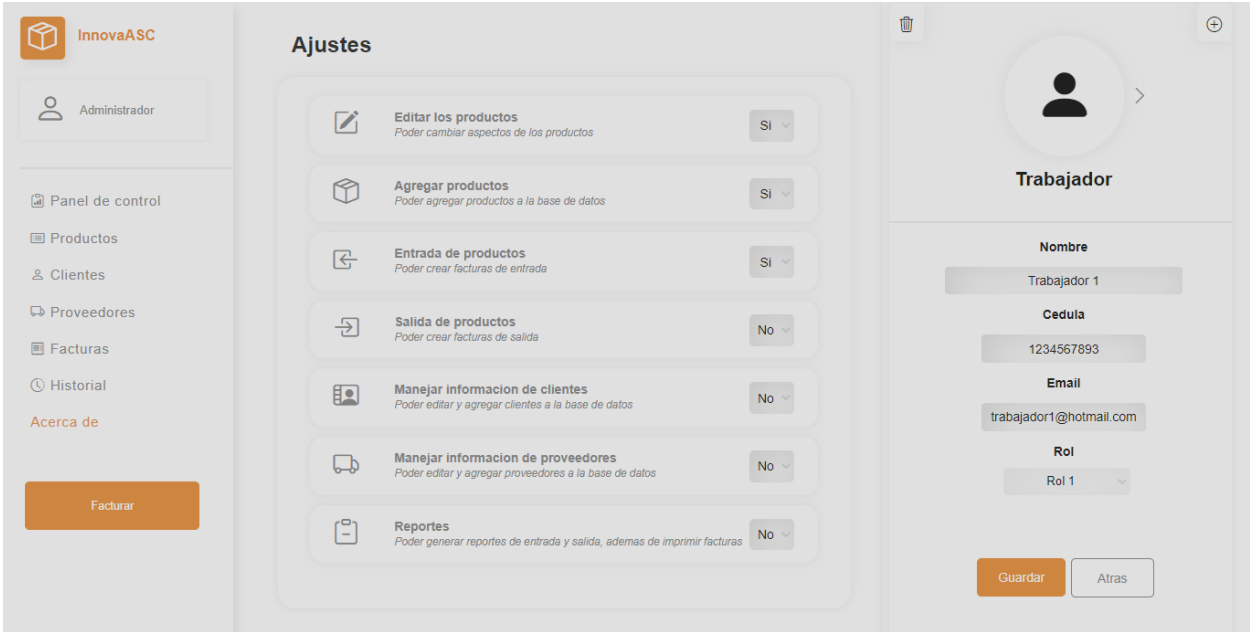 InnovaASC
Administrador
Panel de control
Productos
Clientes
Proveedores
Facturas
Historial
Acerca de
Facturar
Ajustes
Editar los productos
Poder cambiar aspectos de los productos
Si
Agregar productos
Poder agregar productos a la base de datos
Si
Entrada de productos
Poder crear facturas de entrada
Si
Salida de productos
Poder crear facturas de salida
No
Manejar informacion de clientes
Poder editar y agregar clientes a la base de datos
No
Manejar informacion de proveedores
Poder editar y agregar proveedores a la base de datos
No
Reportes
Poder generar reportes de entrada y salida, ademas de imprimir facturas
No
Trabajador
Nombre
Trabajador 1
Cedula
1234567893
Email
trabajador1@hotmail.com
Rol
Rol 1
Guardar
Atras